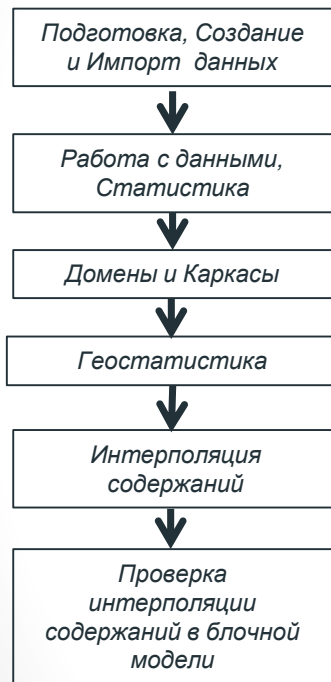 Подготовка, Создание
и Импорт данных
Работа с данными,
Статистика
Домены и Каркасы
Геостатистика
Интерполяция
содержаний
Проверка
интерполяции
содержаний в блочной
модели